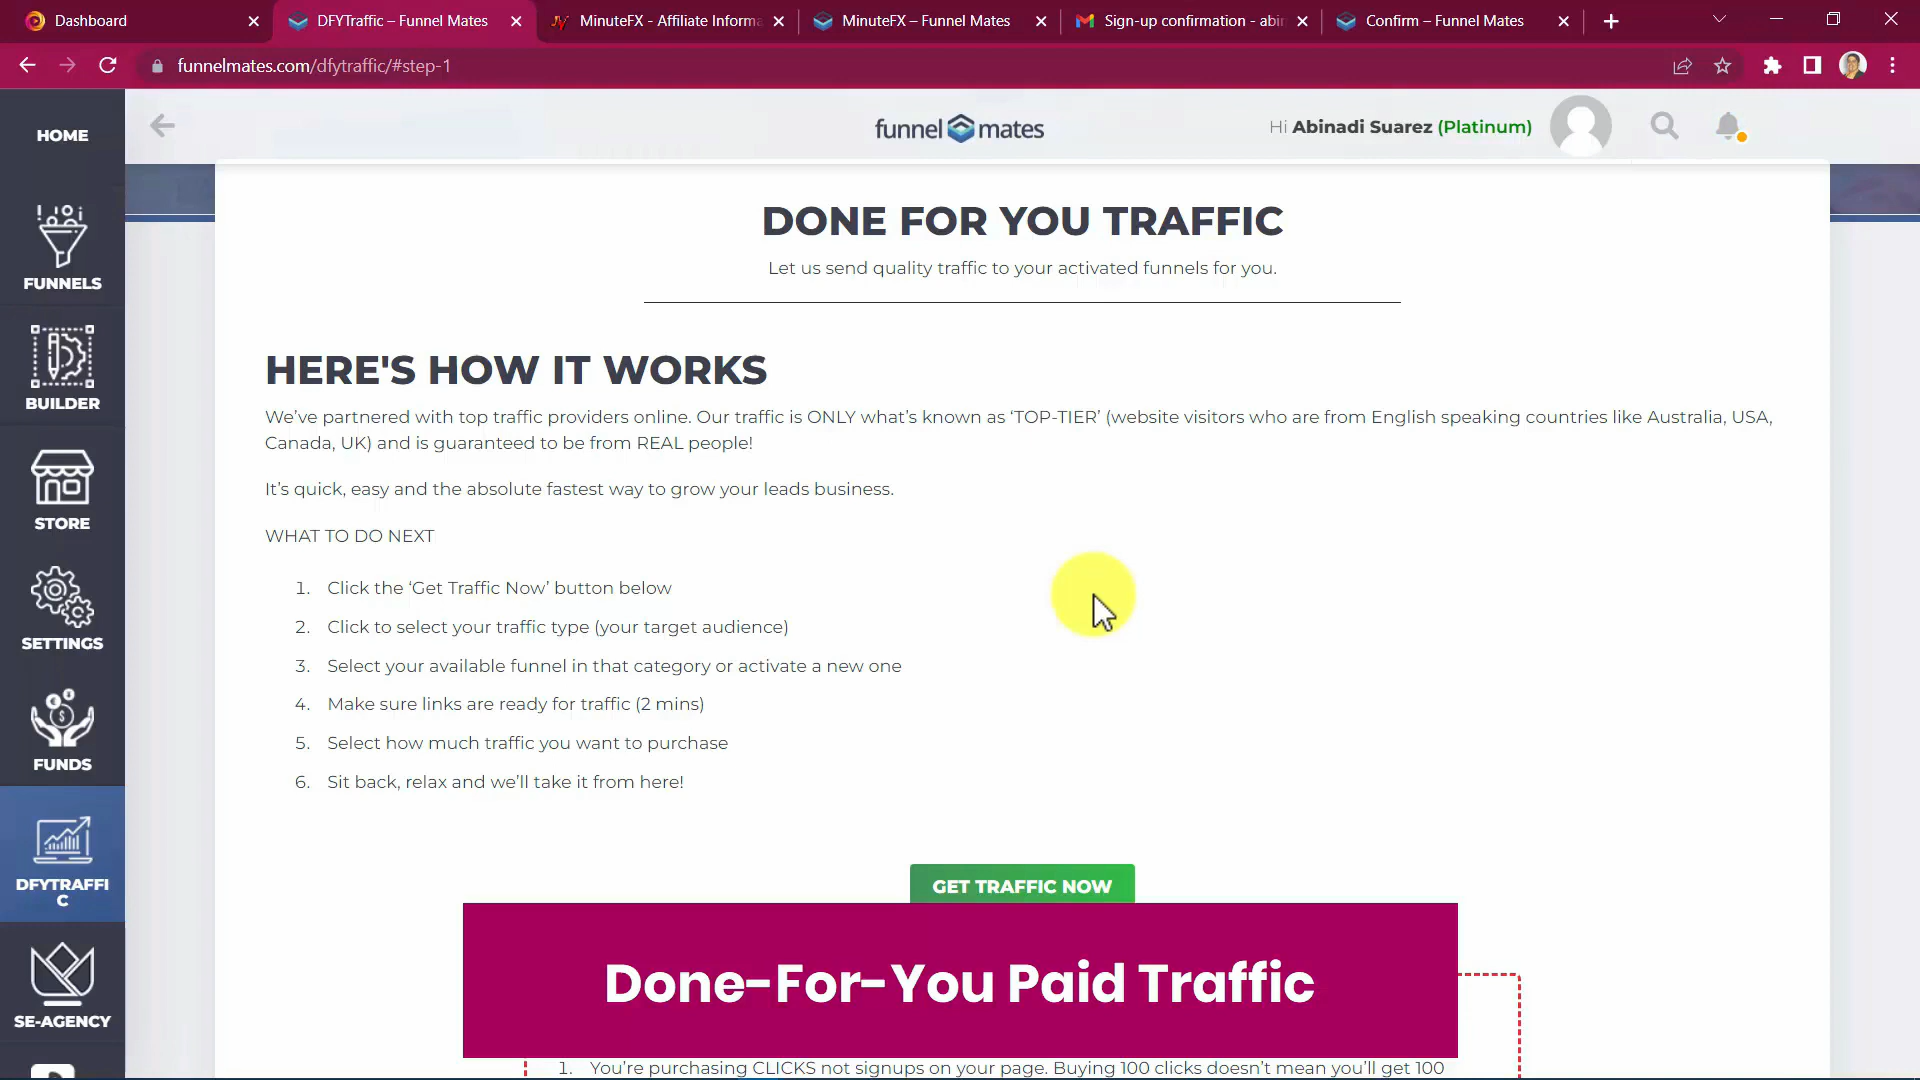 Dashboard
DFYTraffic – Funnel Mates
MinuteFX - Affiliate Informa
MinuteFX – Funnel Mates
Sign-up confirmation - abin
Confirm – Funnel Mates
funnelmates.com/dfytraffic/#step-1
HOME
funnel mates
Hi Abinadi Suarez (Platinum)
FUNNELS
BUILDER
STORE
SETTINGS
FUNDS
DFYTRAFFI
C
SE-AGENCY
DONE FOR YOU TRAFFIC
Let us send quality traffic to your activated funnels for you.
HERE'S HOW IT WORKS
We’ve partnered with top traffic providers online. Our traffic is ONLY what’s known as ‘TOP-TIER’ (website visitors who are from English speaking countries like Australia, USA,
Canada, UK) and is guaranteed to be from REAL people!
It’s quick, easy and the absolute fastest way to grow your leads business.
WHAT TO DO NEXT
1. Click the ‘Get Traffic Now’ button below
2. Click to select your traffic type (your target audience)
3. Select your available funnel in that category or activate a new one
4. Make sure links are ready for traffic (2 mins)
5. Select how much traffic you want to purchase
6. Sit back, relax and we’ll take it from here!
GET TRAFFIC NOW
Done-For-You Paid Traffic
1. You’re purchasing CLICKS not signups on your page. Buying 100 clicks doesn’t mean you’ll get 100